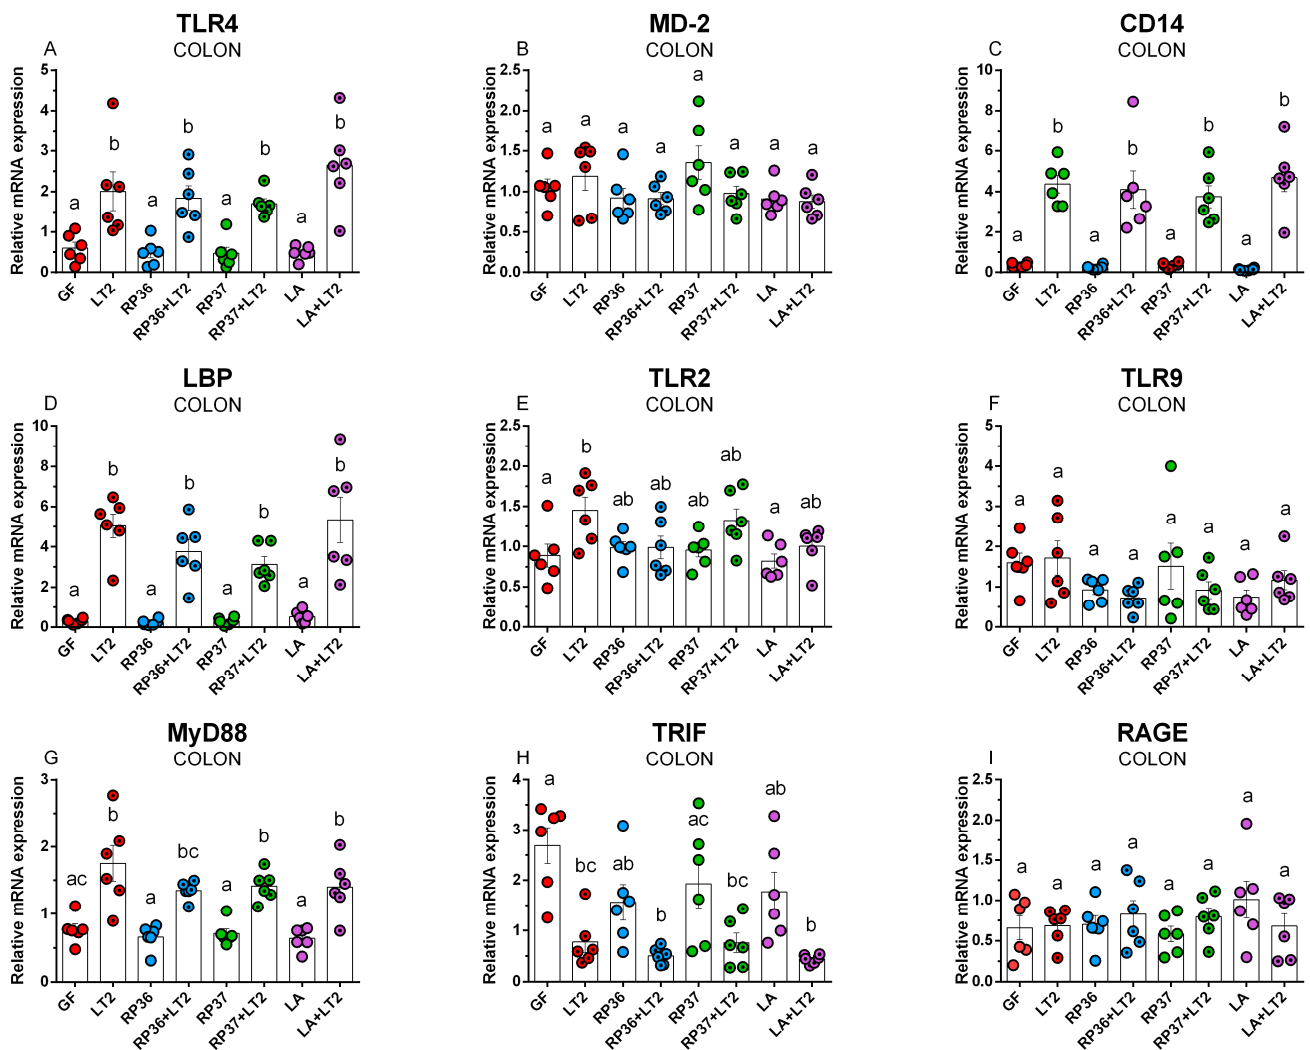 TLR4
A
COLON
Relative mRNA expression
5
4
3
2
1
0
a
b
a
b
a
b
a
b
GF
LT2
RP36
RP36+LT2
RP37
RP37+LT2
LA
LA+LT2
MD-2
B
COLON
Relative mRNA expression
2.5
2.0
1.5
1.0
0.5
0.0
a
a
a
a
a
a
a
a
GF
LT2
RP36
RP36+LT2
RP37
RP37+LT2
LA
LA+LT2
CD14
C
COLON
Relative mRNA expression
10
8
6
4
2
0
a
b
a
b
a
b
a
b
GF
LT2
RP36
RP36+LT2
RP37
RP37+LT2
LA
LA+LT2
LBP
D
COLON
Relative mRNA expression
10
8
6
4
2
0
a
b
a
b
a
b
a
b
GF
LT2
RP36
RP36+LT2
RP37
RP37+LT2
LA
LA+LT2
TLR2
E
COLON
Relative mRNA expression
2.5
2.0
1.5
1.0
0.5
0.0
a
b
ab
ab
ab
ab
a
ab
GF
LT2
RP36
RP36+LT2
RP37
RP37+LT2
LA
LA+LT2
TLR9
F
COLON
Relative mRNA expression
5
4
3
2
1
0
a
a
a
a
a
a
a
a
GF
LT2
RP36
RP36+LT2
RP37
RP37+LT2
LA
LA+LT2
MyD88
G
COLON
Relative mRNA expression
3
2
1
0
ac
b
a
bc
a
b
a
b
GF
LT2
RP36
RP36+LT2
RP37
RP37+LT2
LA
LA+LT2
TRIF
H
COLON
Relative mRNA expression
4
3
2
1
0
a
bc
ab
b
ac
bc
ab
b
GF
LT2
RP36
RP36+LT2
RP37
RP37+LT2
LA
LA+LT2
RAGE
I
COLON
Relative mRNA expression
2.5
2.0
1.5
1.0
0.5
0.0
a
a
a
a
a
a
a
a
GF
LT2
RP36
RP36+LT2
RP37
RP37+LT2
LA
LA+LT2